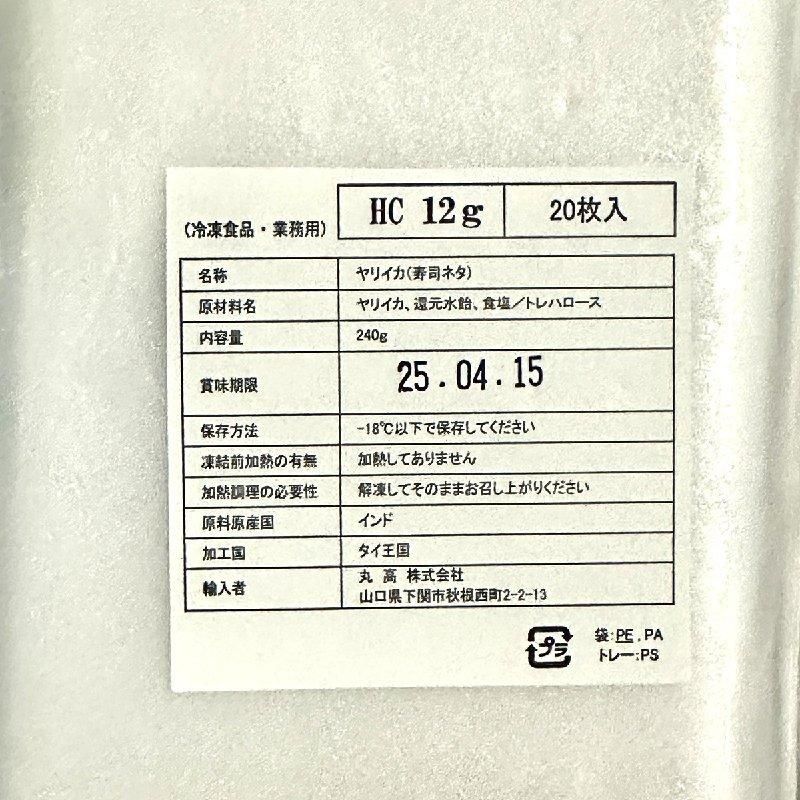 (冷凍食品・業務用) HC 12g 20枚入
名称 ヤリイカ(寿司ネタ)
原材料名 ヤリイカ、還元水飴、食塩／トレハロース
内容量 240g
賞味期限 25.04.15
保存方法 -18℃以下で保存してください
凍結前加熱の有無 加熱してありません
加熱調理の必要性 解凍してそのままお召し上がりください
原料原産国 インド
加工国 タイ王国
輸入者 丸高 株式会社
山口県下関市秋根西町2-2-13
プラ 袋:PE,PA
トレー:PS